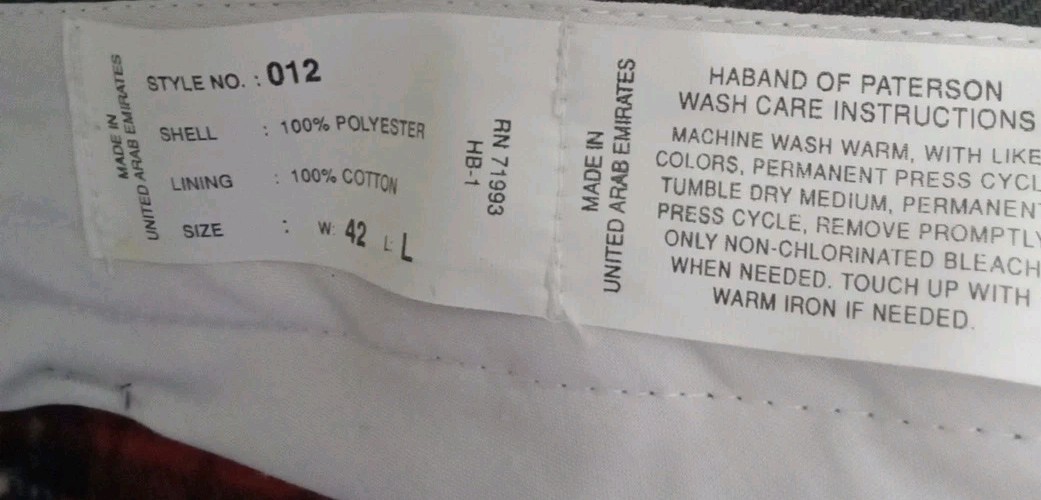 MADE IN
UNITED ARAB EMIRATES
STYLE NO. : 012
SHELL : 100% POLYESTER
LINING : 100% COTTON
SIZE : W: 42 L: L
RN 71993
HB-1
MADE IN
UNITED ARAB EMIRATES
HABAND OF PATERSON
WASH CARE INSTRUCTIONS
MACHINE WASH WARM, WITH LIKE
COLORS, PERMANENT PRESS CYCL
TUMBLE DRY MEDIUM, PERMANENT
PRESS CYCLE, REMOVE PROMPTLY
ONLY NON-CHLORINATED BLEACH
WHEN NEEDED. TOUCH UP WITH
WARM IRON IF NEEDED.